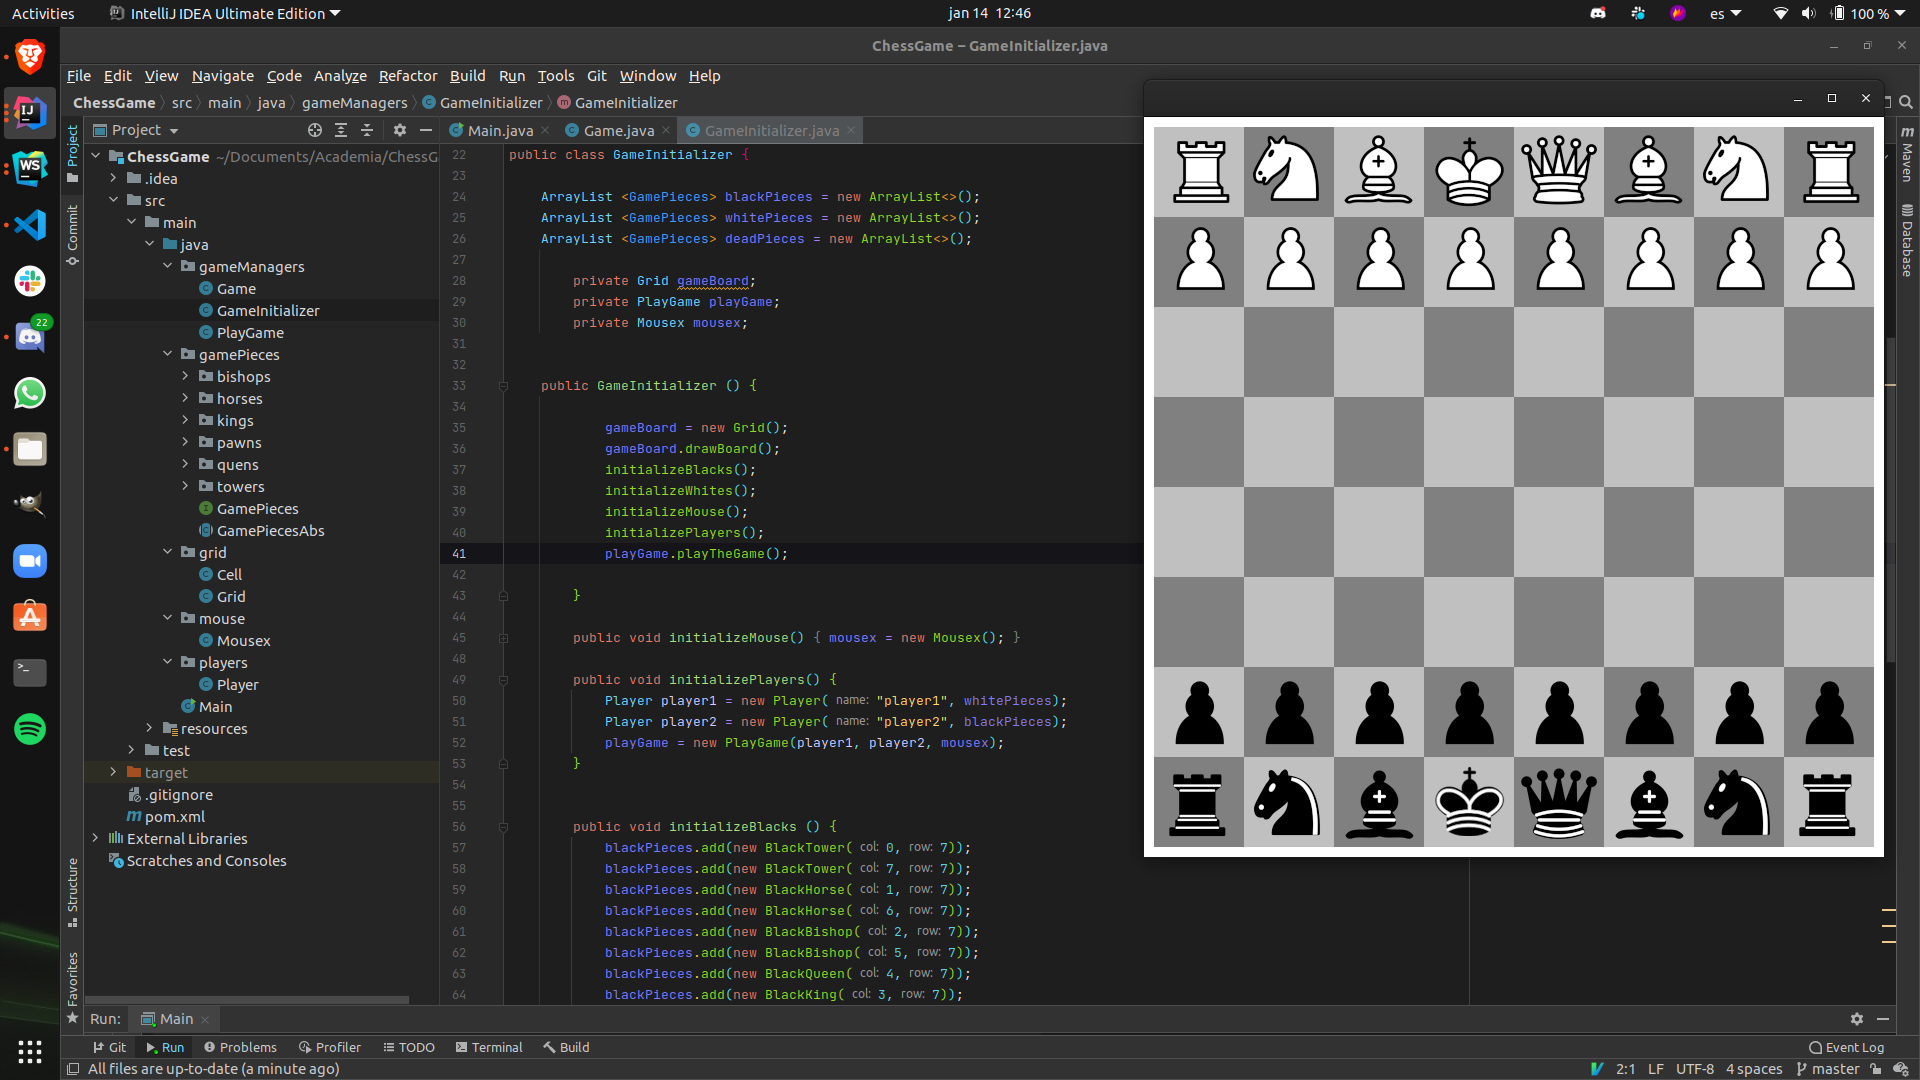 Activities IntelliJ IDEA Ultimate Edition jan 14 12:46 es 100 %
ChessGame – GameInitializer.java
File Edit View Navigate Code Analyze Refactor Build Run Tools Git Window Help
ChessGame src main java gameManagers GameInitializer GameInitializer
Project
Main.java Game.java GameInitializer.java
ChessGame ~/Documents/Academia/ChessG
.idea
src
main
java
gameManagers
Game
GameInitializer
PlayGame
gamePieces
bishops
horses
kings
pawns
quens
towers
GamePieces
GamePiecesAbs
grid
Cell
Grid
mouse
Mousex
players
Player
Main
resources
test
target
.gitignore
pom.xml
External Libraries
Scratches and Consoles
Project
Commit
Structure
Favorites
22
WS
IJ
22 public class GameInitializer {
23
24 ArrayList <GamePieces> blackPieces = new ArrayList<>();
25 ArrayList <GamePieces> whitePieces = new ArrayList<>();
26 ArrayList <GamePieces> deadPieces = new ArrayList<>();
27
28 private Grid gameBoard;
29 private PlayGame playGame;
30 private Mousex mousex;
31
32
33 public GameInitializer () {
34
35 gameBoard = new Grid();
36 gameBoard.drawBoard();
37 initializeBlacks();
38 initializeWhites();
39 initializeMouse();
40 initializePlayers();
41 playGame.playTheGame();
42
43 }
44
45 public void initializeMouse() { mousex = new Mousex(); }
48
49 public void initializePlayers() {
50 Player player1 = new Player( name: "player1", whitePieces);
51 Player player2 = new Player( name: "player2", blackPieces);
52 playGame = new PlayGame(player1, player2, mousex);
53 }
54
55
56 public void initializeBlacks () {
57 blackPieces.add(new BlackTower( col: 0, row: 7));
58 blackPieces.add(new BlackTower( col: 7, row: 7));
59 blackPieces.add(new BlackHorse( col: 1, row: 7));
60 blackPieces.add(new BlackHorse( col: 6, row: 7));
61 blackPieces.add(new BlackBishop( col: 2, row: 7));
62 blackPieces.add(new BlackBishop( col: 5, row: 7));
63 blackPieces.add(new BlackQueen( col: 4, row: 7));
64 blackPieces.add(new BlackKing( col: 3, row: 7));
Maven
Database
Run: Main
Git Run Problems Profiler TODO Terminal Build Event Log
All files are up-to-date (a minute ago) 2:1 LF UTF-8 4 spaces master